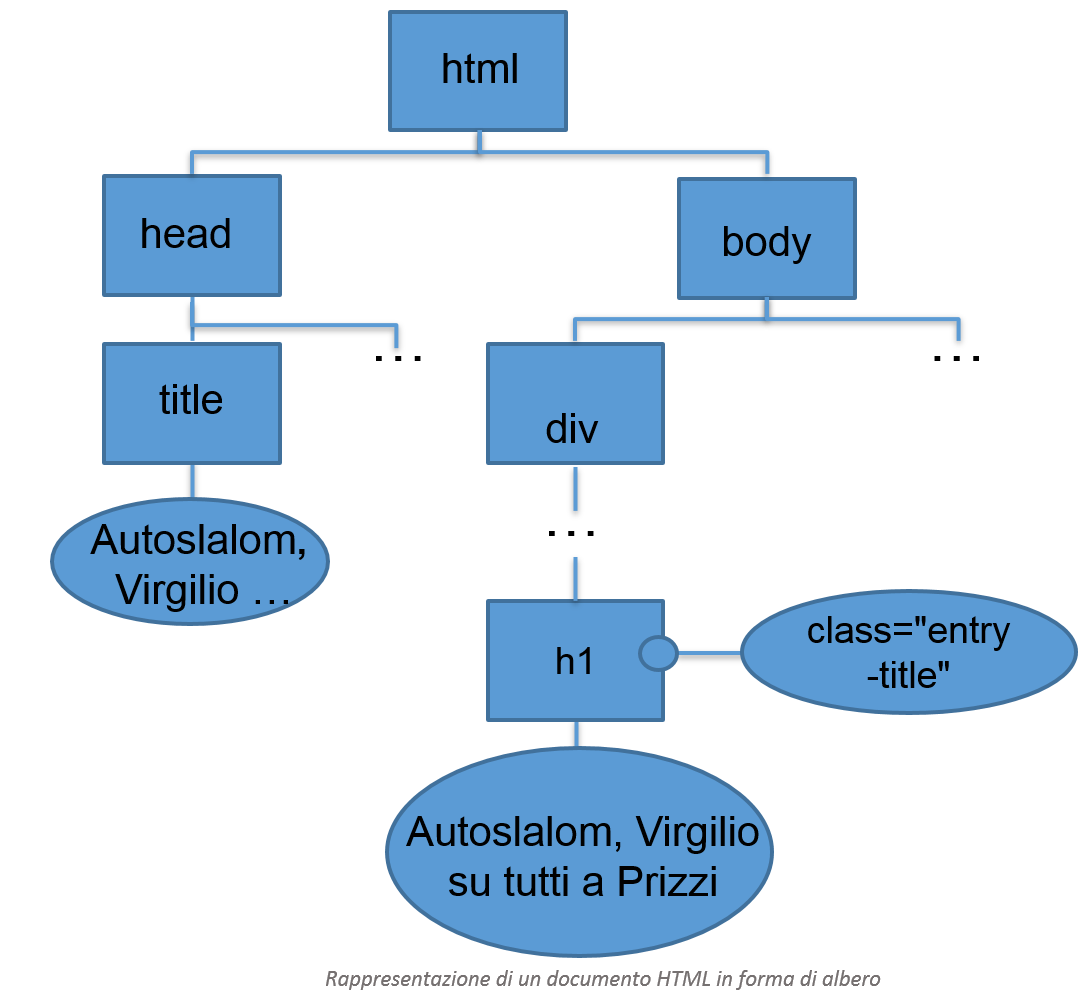 html
head
body
title
...
div
...
Autoslalom,
Virgilio ...
...
h1
class="entry
-title"
Autoslalom, Virgilio
su tutti a Prizzi
Rappresentazione di un documento HTML in forma di albero